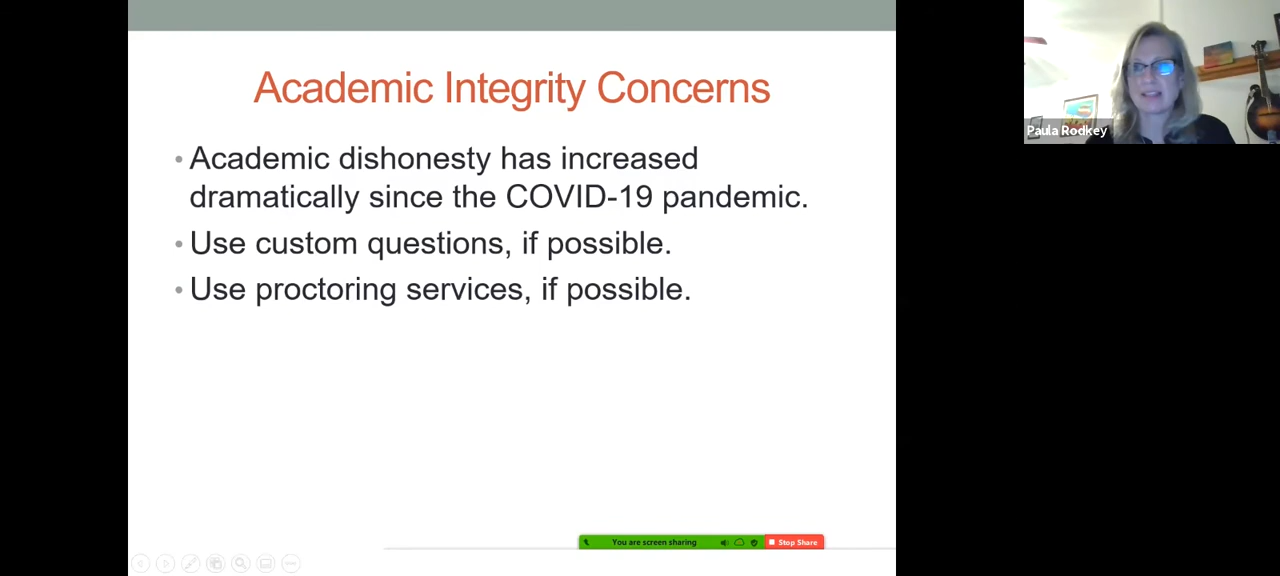 Academic Integrity Concerns
• Academic dishonesty has increased
dramatically since the COVID-19 pandemic.
• Use custom questions, if possible.
• Use proctoring services, if possible.
Paula Rodkey
You are screen sharing
Stop Share